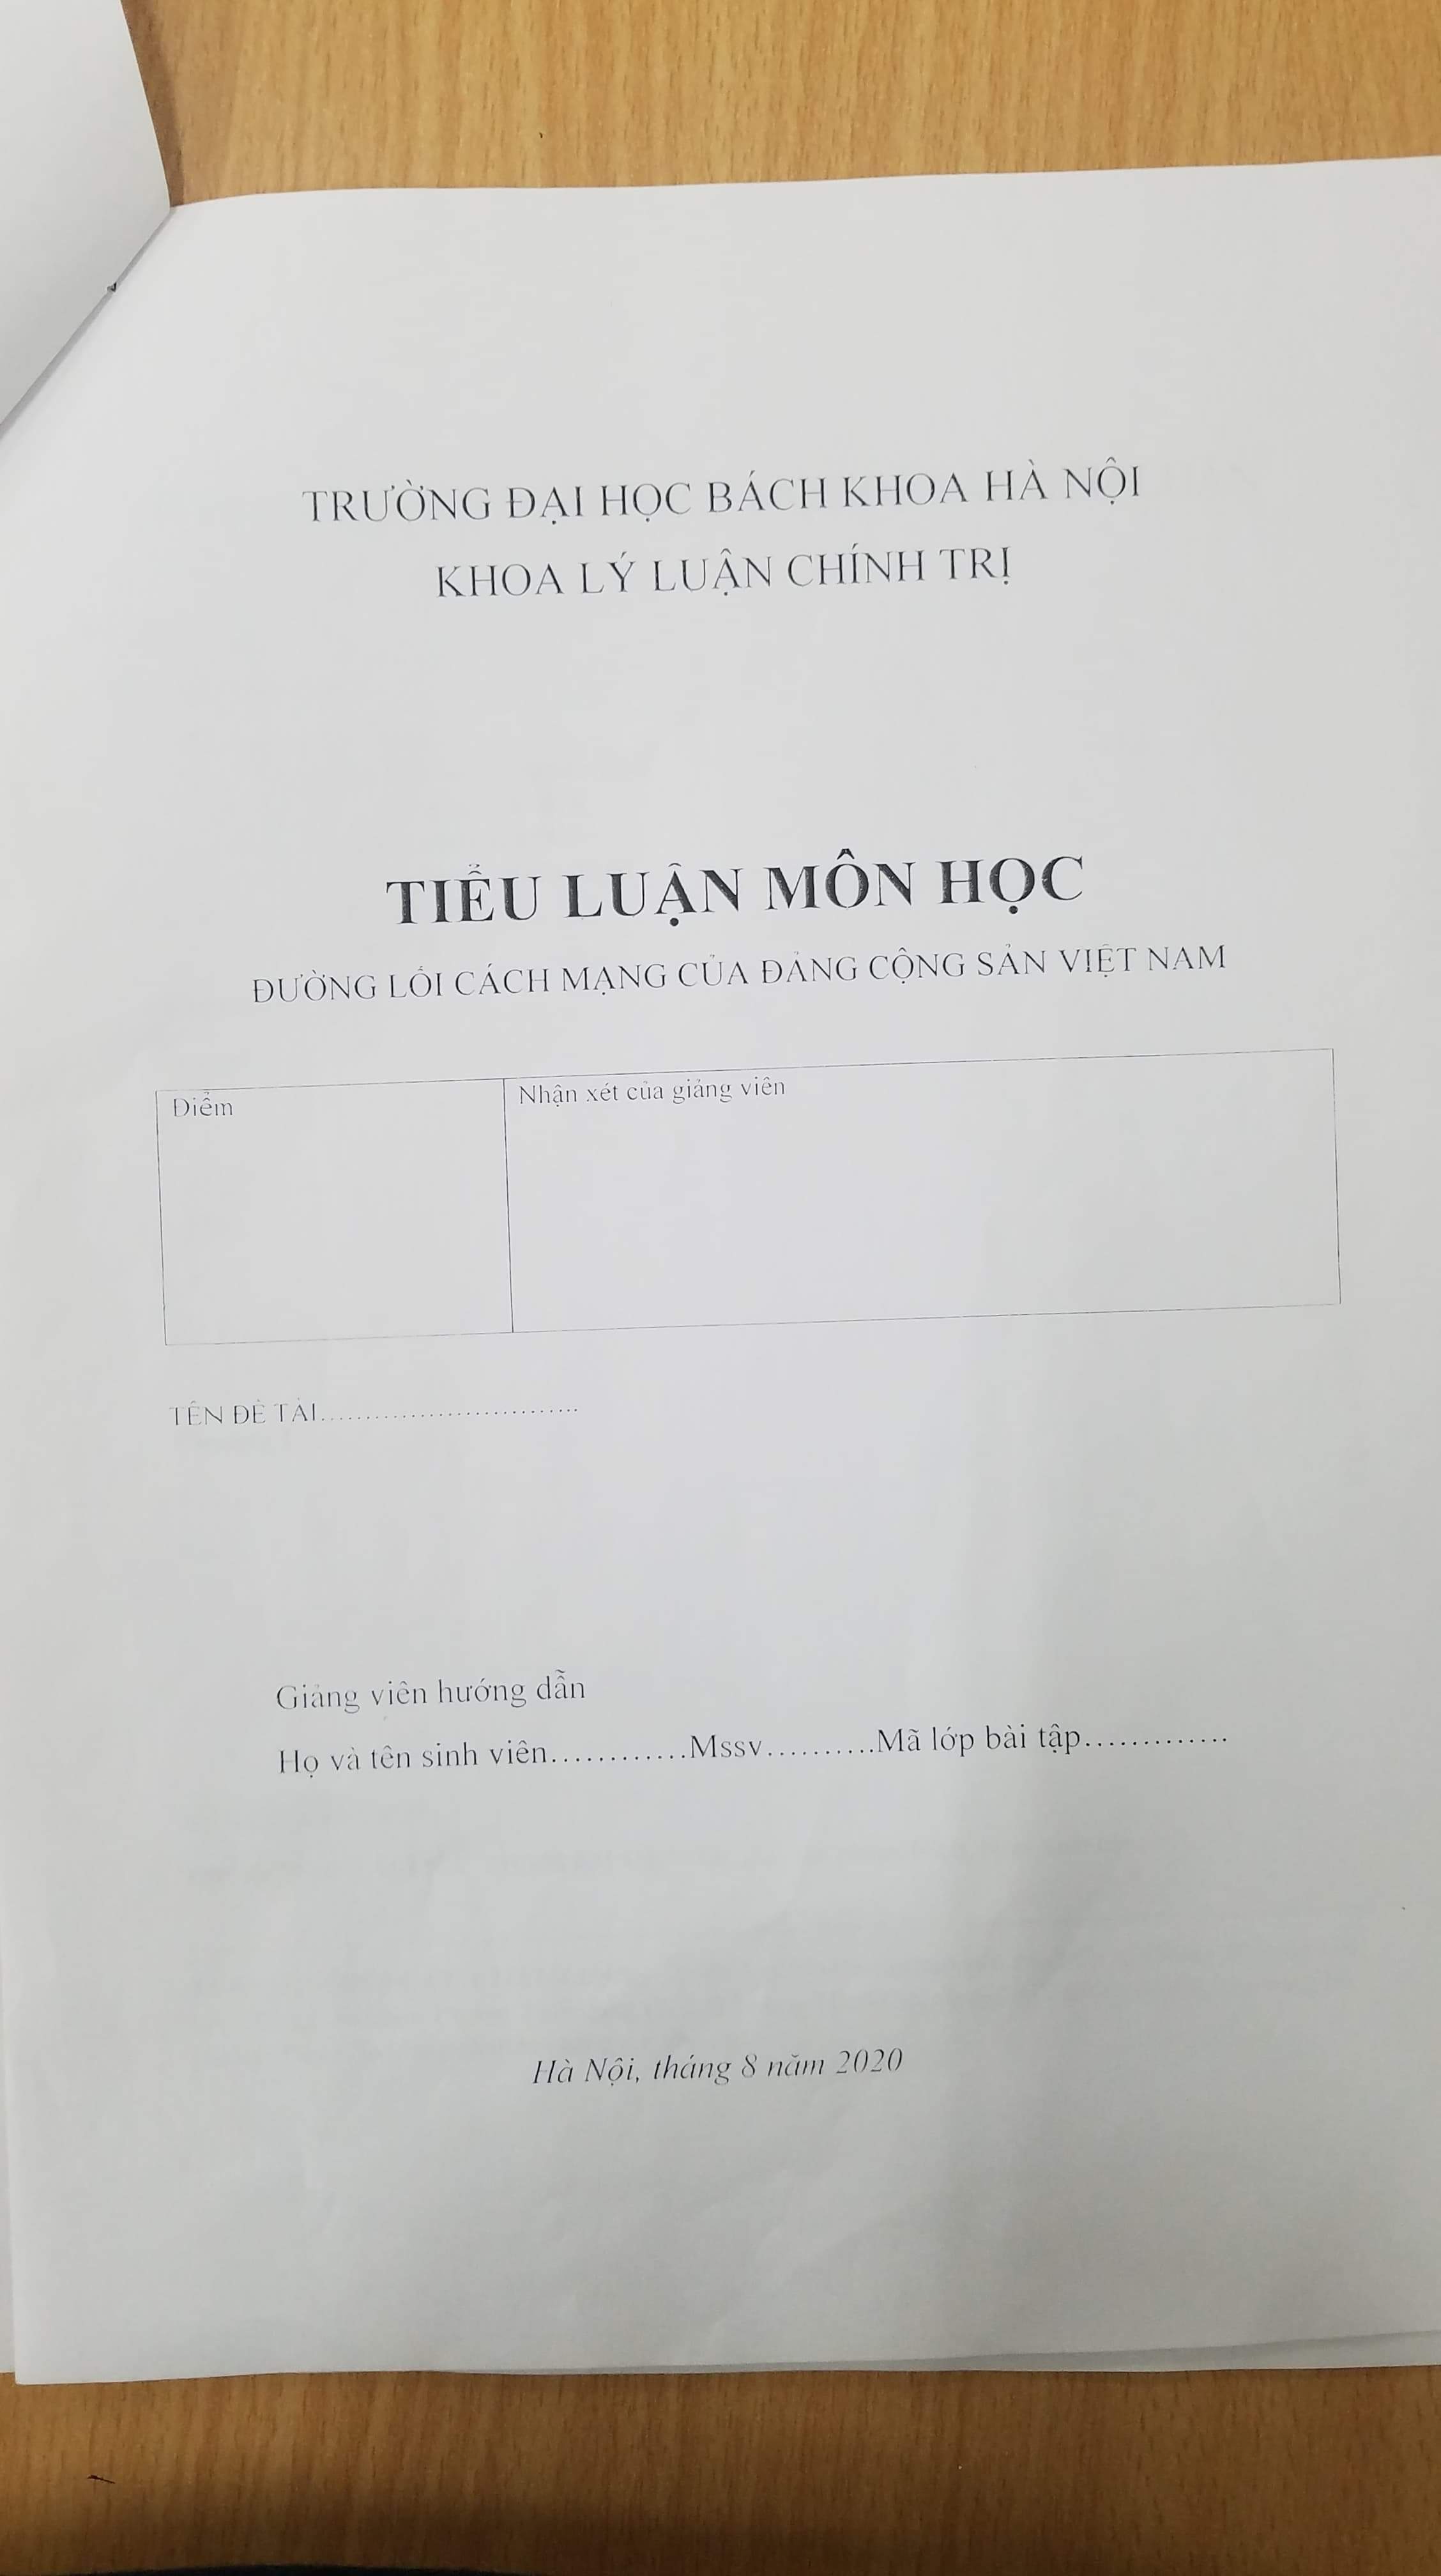 TRƯỜNG ĐẠI HỌC BÁCH KHOA HÀ NỘI
KHOA LÝ LUẬN CHÍNH TRỊ
TIỂU LUẬN MÔN HỌC
ĐƯỜNG LỐI CÁCH MẠNG CỦA ĐẢNG CỘNG SẢN VIỆT NAM
Điểm
Nhận xét của giảng viên
TÊN ĐỀ TÀI..............................
Giảng viên hướng dẫn
Họ và tên sinh viên.............Mssv..........Mã lớp bài tập.............
Hà Nội, tháng 8 năm 2020